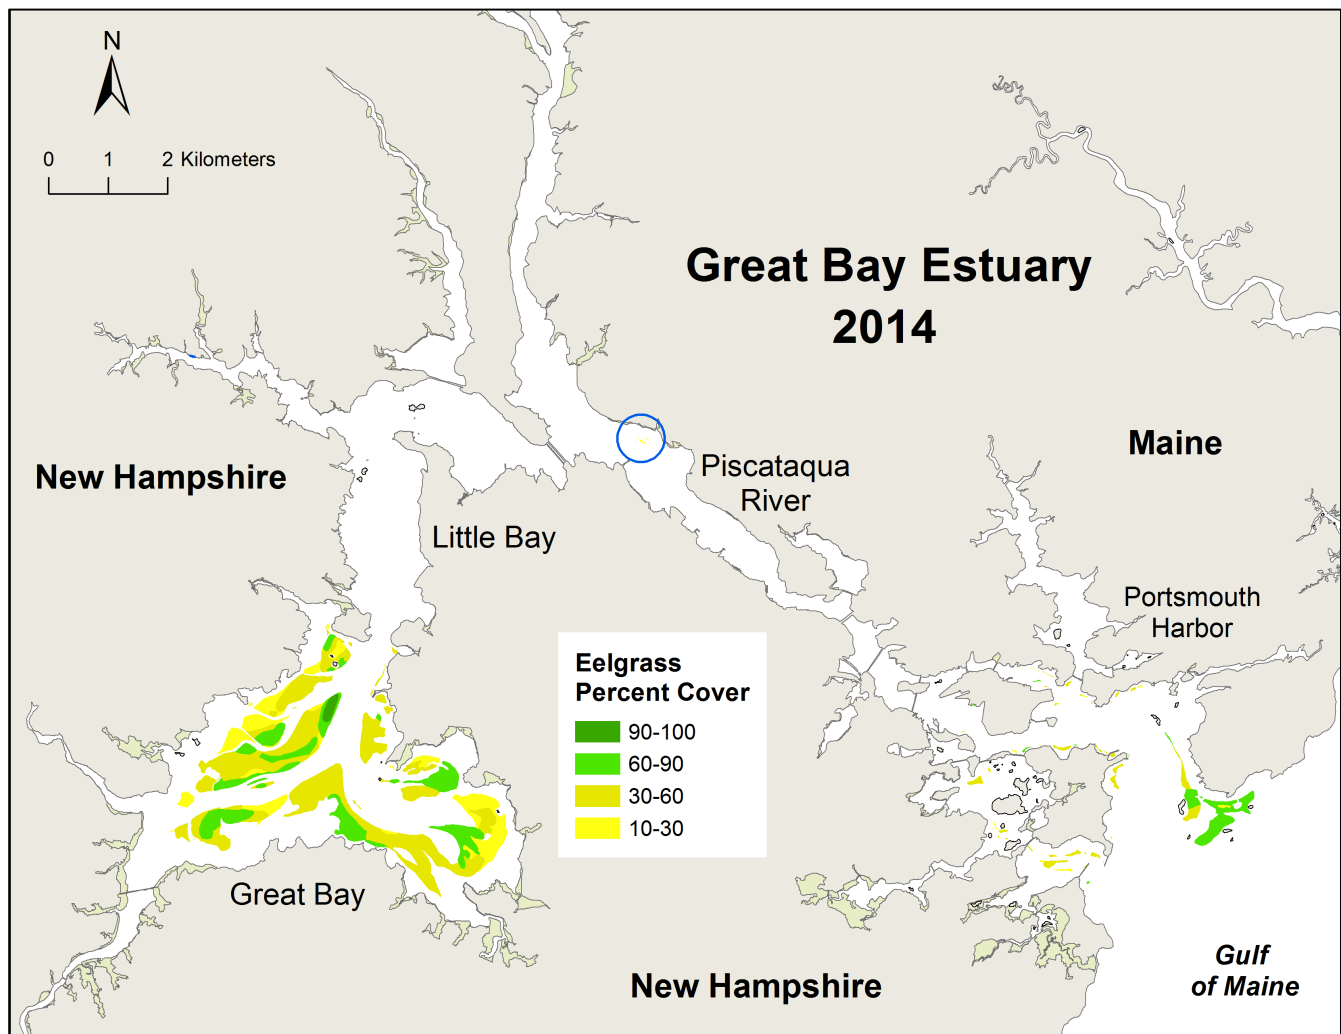 N
0 1 2 Kilometers
Great Bay Estuary
2014
Maine
New Hampshire
Piscataqua
River
Little Bay
Portsmouth
Harbor
Eelgrass
Percent Cover
90-100
60-90
30-60
10-30
Great Bay
New Hampshire
Gulf
of Maine